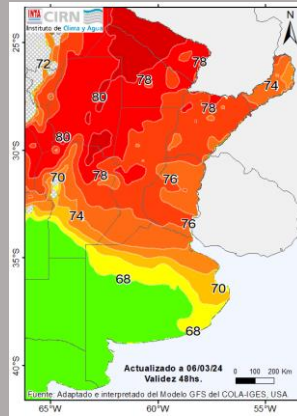 INTA CIRN
Instituto de Clima y Agua
N
25°S
30°S
35°S
40°S
72
78
78
74
80
78
80
70
78
76
74
76
68
70
68
Actualizado a 06/03/24
Validez 48hs.
0 100 200 Km
Fuente: Adaptado e interpretado del Modelo GFS del COLA-IGES, USA
65°W
60°W
55°W